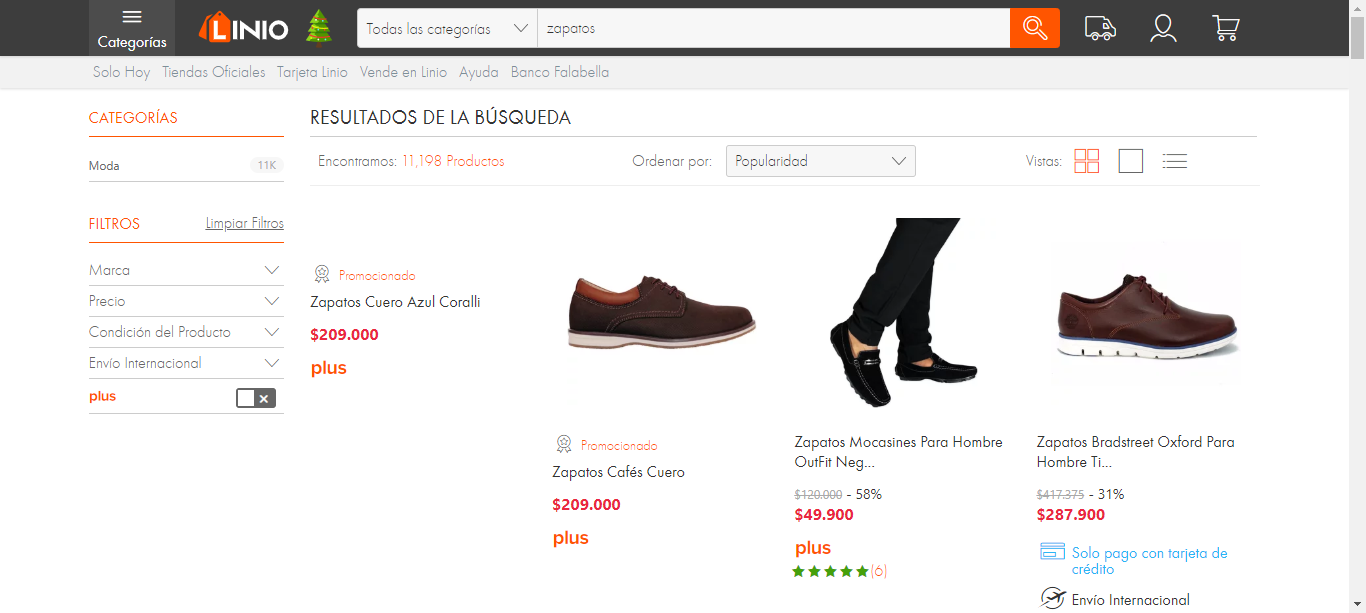 Categorías
LINIO
Todas las categorías
zapatos
Solo Hoy
Tiendas Oficiales
Tarjeta Linio
Vende en Linio
Ayuda
Banco Falabella
CATEGORÍAS
Moda
11K
FILTROS
Limpiar Filtros
Marca
Precio
Condición del Producto
Envío Internacional
plus
RESULTADOS DE LA BÚSQUEDA
Encontramos: 11,198 Productos
Ordenar por:
Popularidad
Vistas:
Promocionado
Zapatos Cuero Azul Coralli
$209.000
plus
Promocionado
Zapatos Cafés Cuero
$209.000
plus
Zapatos Mocasines Para Hombre
OutFit Neg...
$120.000 - 58%
$49.900
plus
(6)
Zapatos Bradstreet Oxford Para
Hombre Ti...
$417.375 - 31%
$287.900
Solo pago con tarjeta de
crédito
Envío Internacional